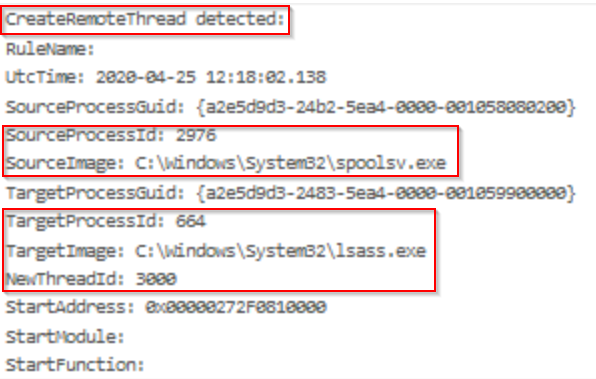 CreateRemoteThread detected:
RuleName:
UtcTime: 2020-04-25 12:18:02.138
SourceProcessGuid: {a2e5d9d3-24b2-5ea4-0000-001058080200}
SourceProcessId: 2976
SourceImage: C:\Windows\System32\spoolsv.exe
TargetProcessGuid: {a2e5d9d3-2483-5ea4-0000-001059900000}
TargetProcessId: 664
TargetImage: C:\Windows\System32\lsass.exe
NewThreadId: 3000
StartAddress: 0x00000272F0810000
StartModule:
StartFunction: